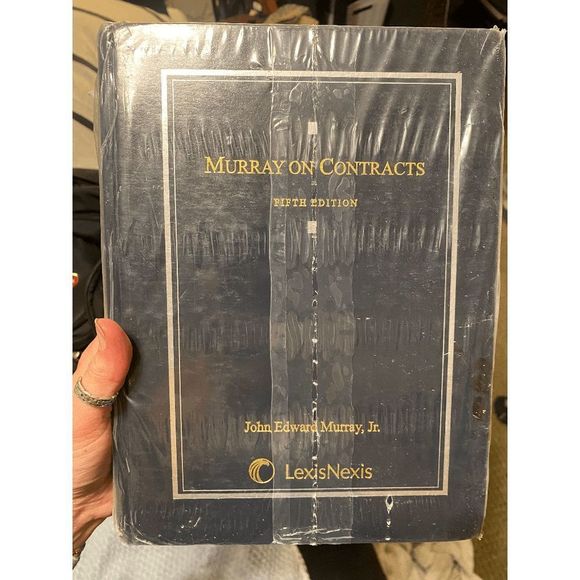 MURRAY ON CONTRACTS
FIFTH EDITION
John Edward Murray, Jr.
LexisNexis